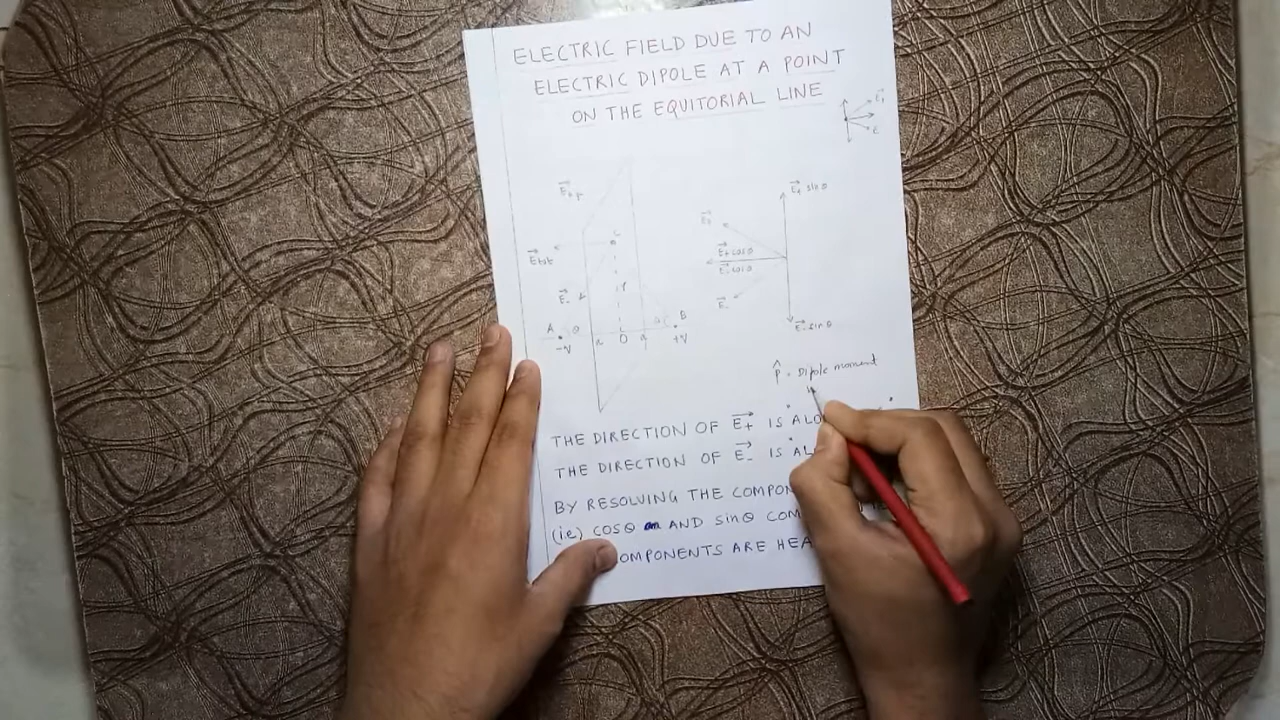 ELECTRIC FIELD DUE TO AN
ELECTRIC DIPOLE AT A POINT
ON THE EQUITORIAL LINE
E+
E
E+
C
Etot
E-
r
A
θ
-q
a
O
a
B
+q
E+ sinθ
E+
E+ cosθ
E- cosθ
E-
E- sinθ
p̂ = Dipole moment
THE DIRECTION OF E+ IS ALO
THE DIRECTION OF E- IS AL
BY RESOLVING THE COMPON
(i.e) COSθ AND sinθ COM
OMPONENTS ARE HEA